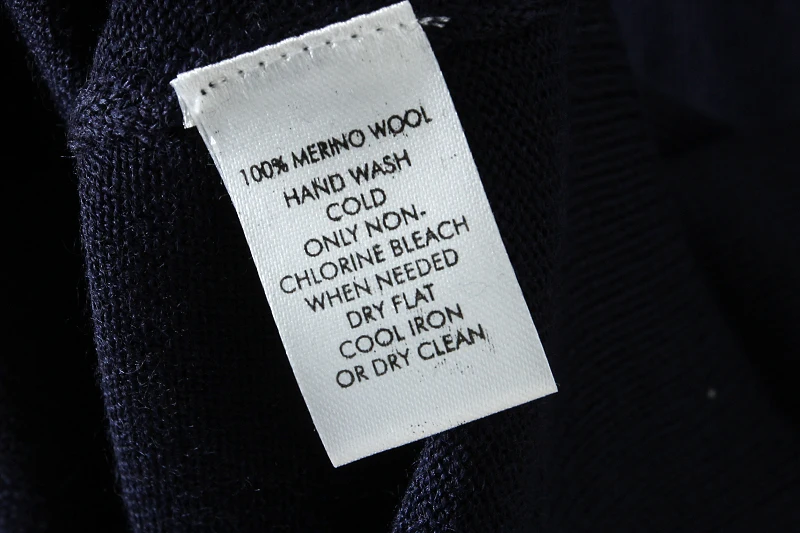 100% MERINO WOOL
HAND WASH
COLD
ONLY NON-
CHLORINE BLEACH
WHEN NEEDED
DRY FLAT
COOL IRON
OR DRY CLEAN